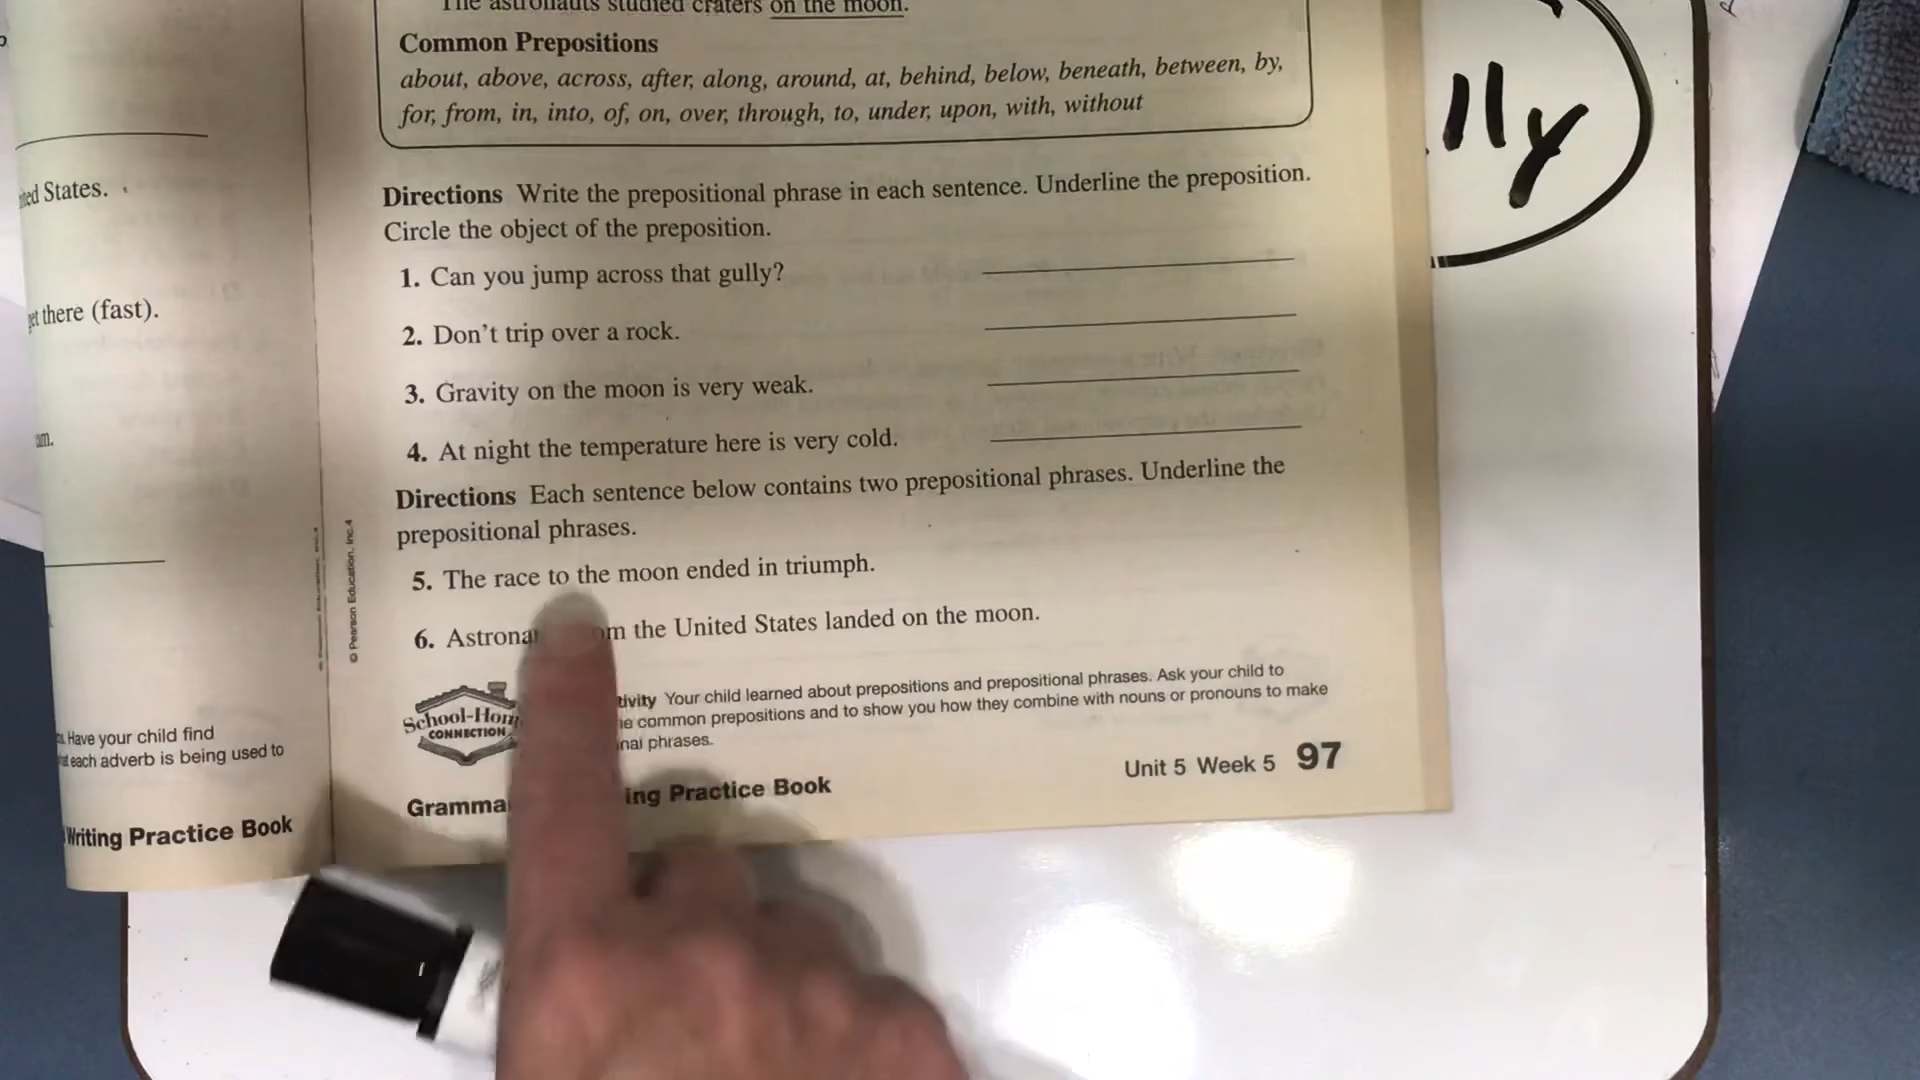 The astronauts studied craters on the moon.
Common Prepositions
about, above, across, after, along, around, at, behind, below, beneath, between, by,
for, from, in, into, of, on, over, through, to, under, upon, with, without
Directions Write the prepositional phrase in each sentence. Underline the preposition.
Circle the object of the preposition.
1. Can you jump across that gully?
2. Don't trip over a rock.
3. Gravity on the moon is very weak.
4. At night the temperature here is very cold.
Directions Each sentence below contains two prepositional phrases. Underline the
prepositional phrases.
5. The race to the moon ended in triumph.
6. Astrona om the United States landed on the moon.
School-Hom
CONNECTION
tivity Your child learned about prepositions and prepositional phrases. Ask your child to
e common prepositions and to show you how they combine with nouns or pronouns to make
nal phrases.
Gramma ing Practice Book
Unit 5 Week 5 97
© Pearson Education, Inc. 4
States.
there (fast).
Have your child find
each adverb is being used to
Writing Practice Book
lly